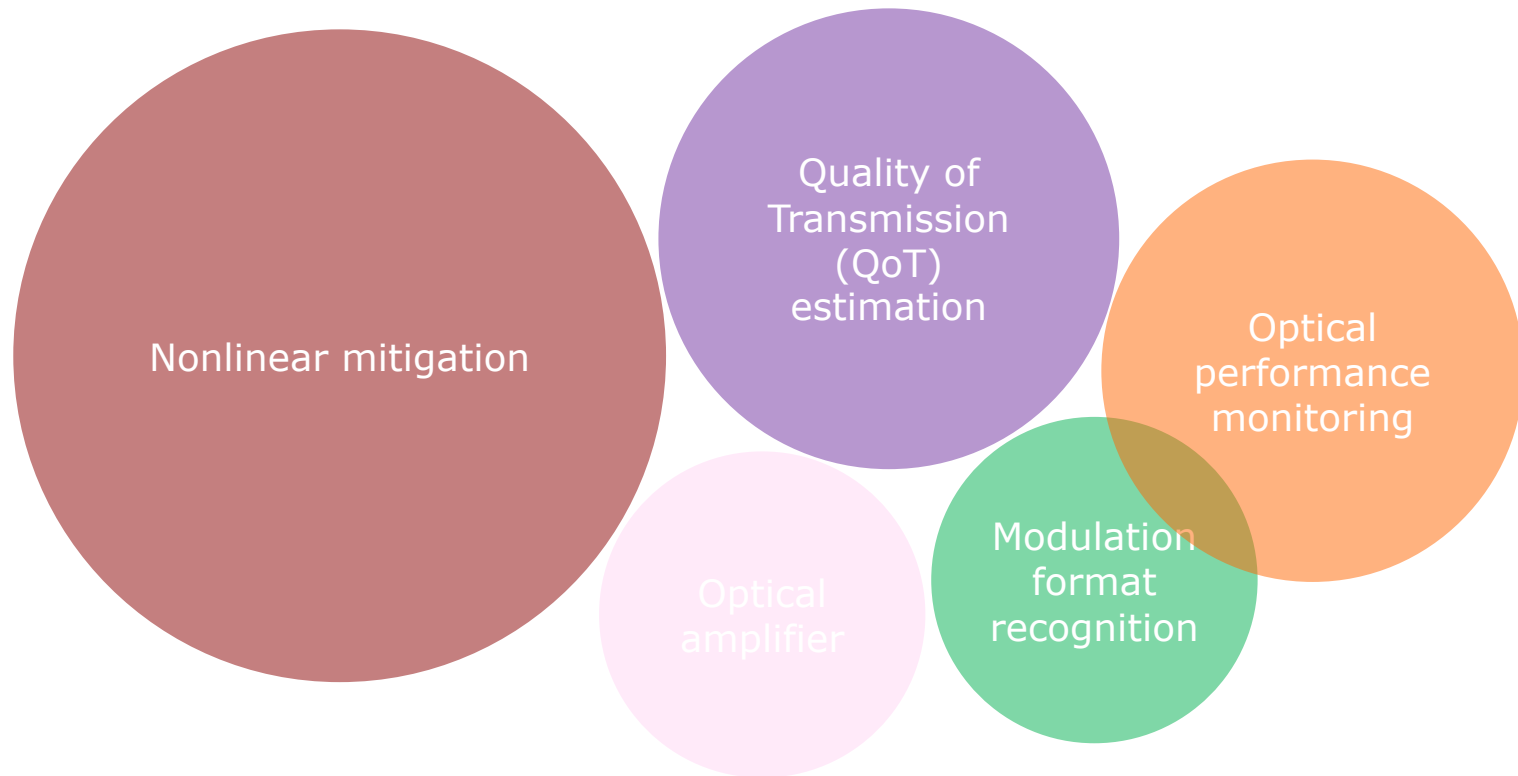 Nonlinear mitigation
Quality of
Transmission
(QoT)
estimation
Optical
performance
monitoring
Optical
amplifier
Modulation
format
recognition